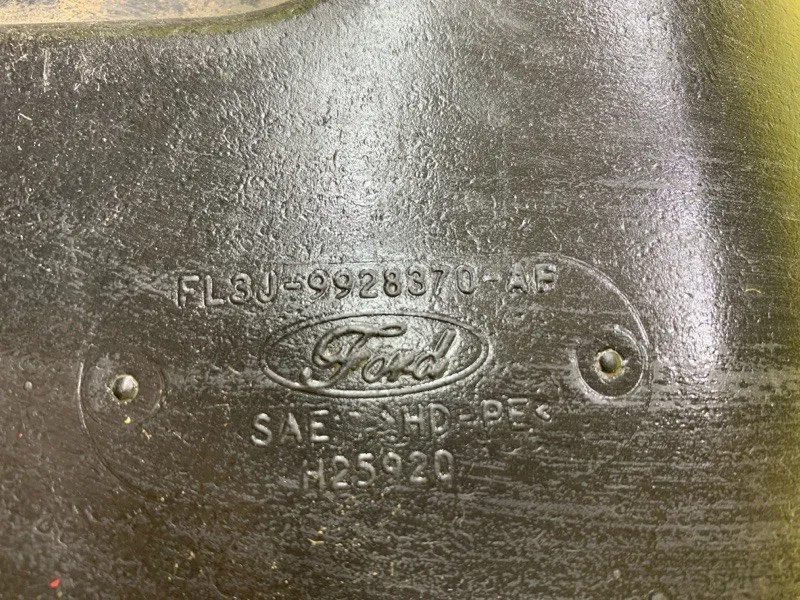 FL3J-9928370-AF
Ford
SAE >HD-PE<
H25920